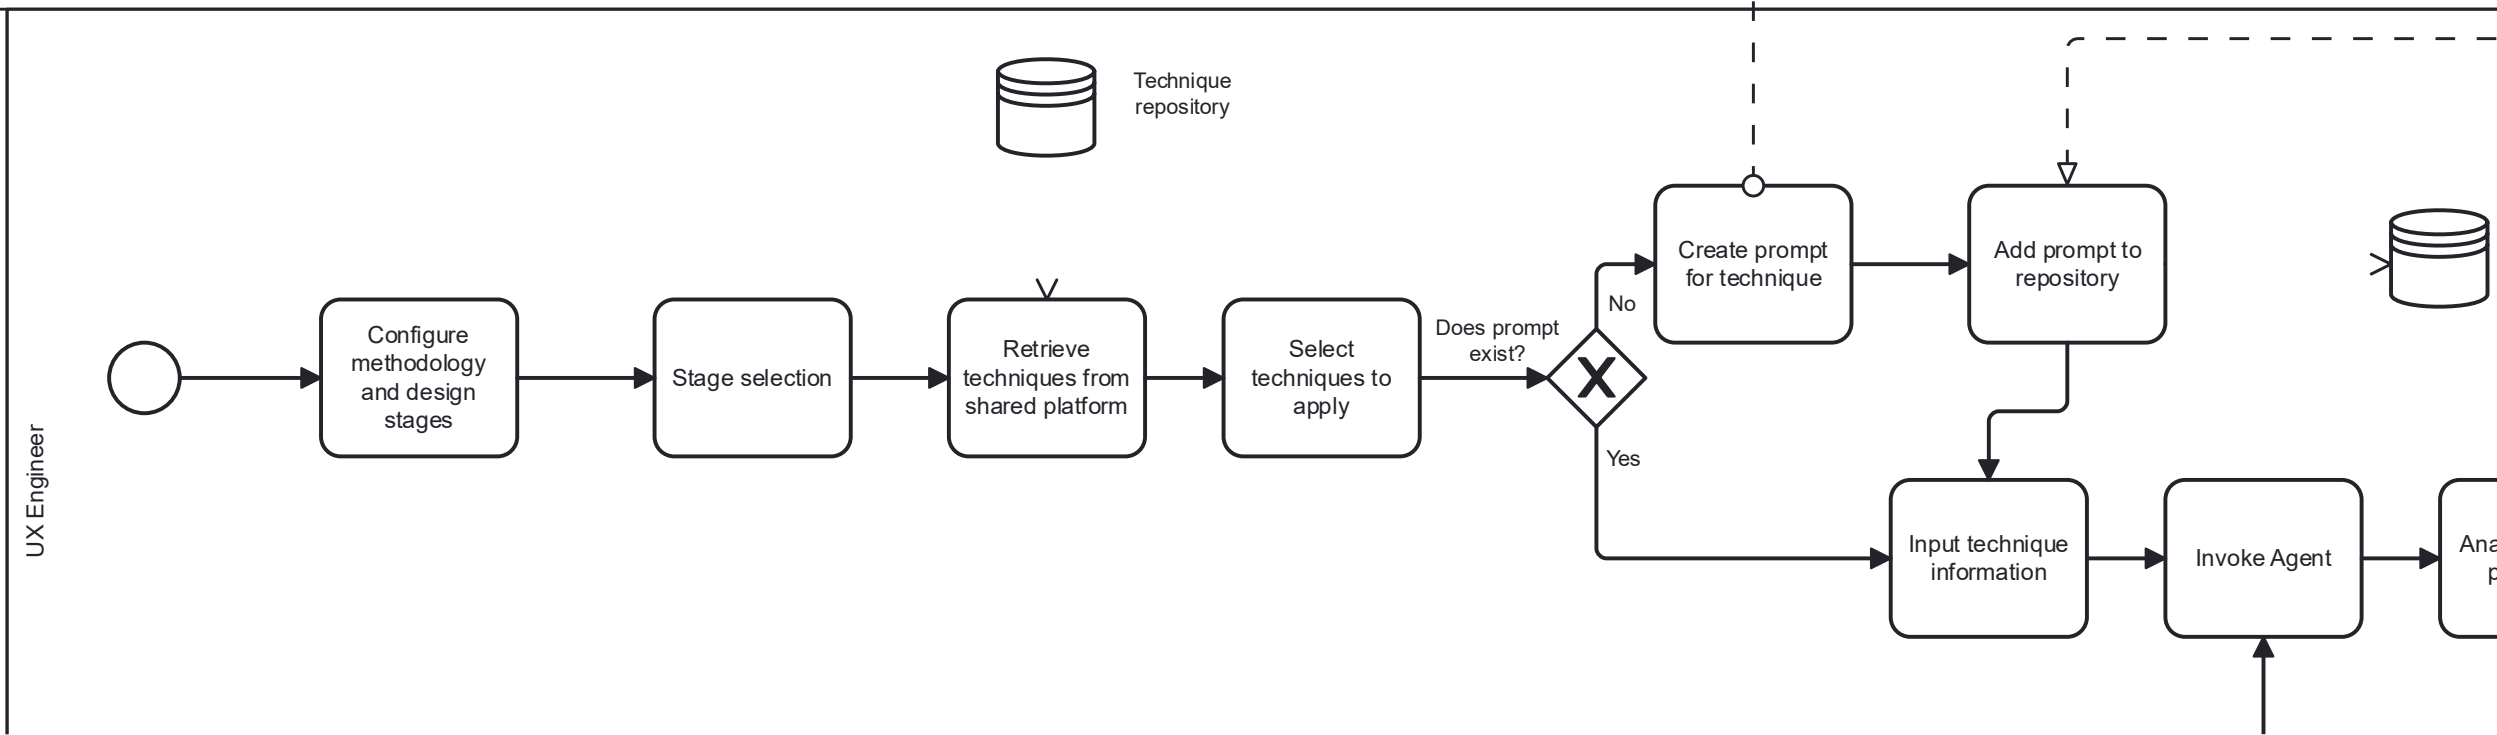 Technique
repository
UX Engineer
Configure
methodology
and design
stages
Stage selection
Retrieve
techniques from
shared platform
Select
techniques to
apply
Does prompt
exist?
No
Yes
Create prompt
for technique
Add prompt to
repository
Input technique
information
Invoke Agent
Ana
p